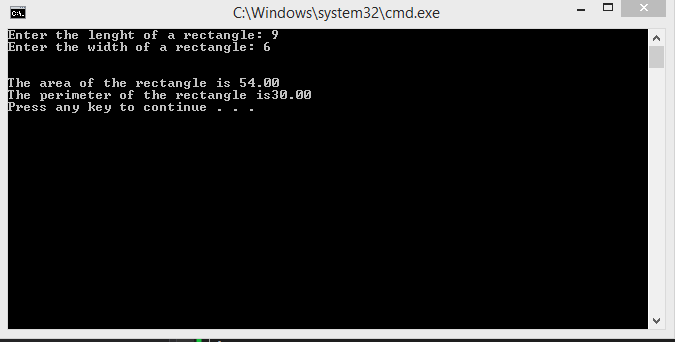 C:\Windows\system32\cmd.exe
Enter the lenght of a rectangle: 9
Enter the width of a rectangle: 6
The area of the rectangle is 54.00
The perimeter of the rectangle is30.00
Press any key to continue . . .